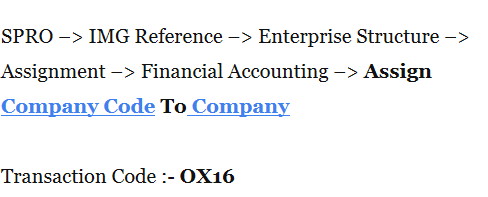 SPRO –> IMG Reference –> Enterprise Structure –>
Assignment –> Financial Accounting –> Assign
Company Code To Company
Transaction Code :- OX16